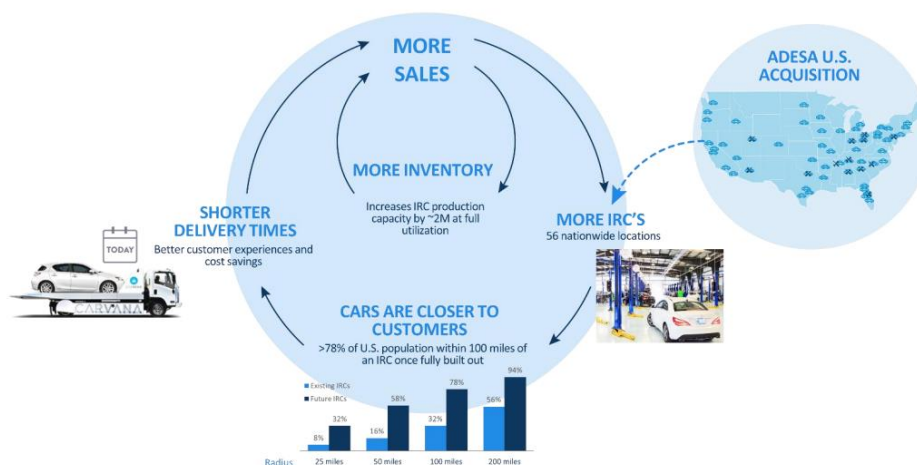 MORE
SALES
ADESA U.S.
ACQUISITION
MORE INVENTORY
Increases IRC production
capacity by ~2M at full
utilization
SHORTER
DELIVERY TIMES
Better customer experiences and
cost savings
TODAY
CARVANA
MORE IRC'S
56 nationwide locations
CARS ARE CLOSER TO
CUSTOMERS
>78% of U.S. population within 100 miles of
an IRC once fully built out
Existing IRCs
Future IRCs
8%
32%
16%
58%
32%
78%
56%
94%
Radius
25 miles
50 miles
100 miles
200 miles